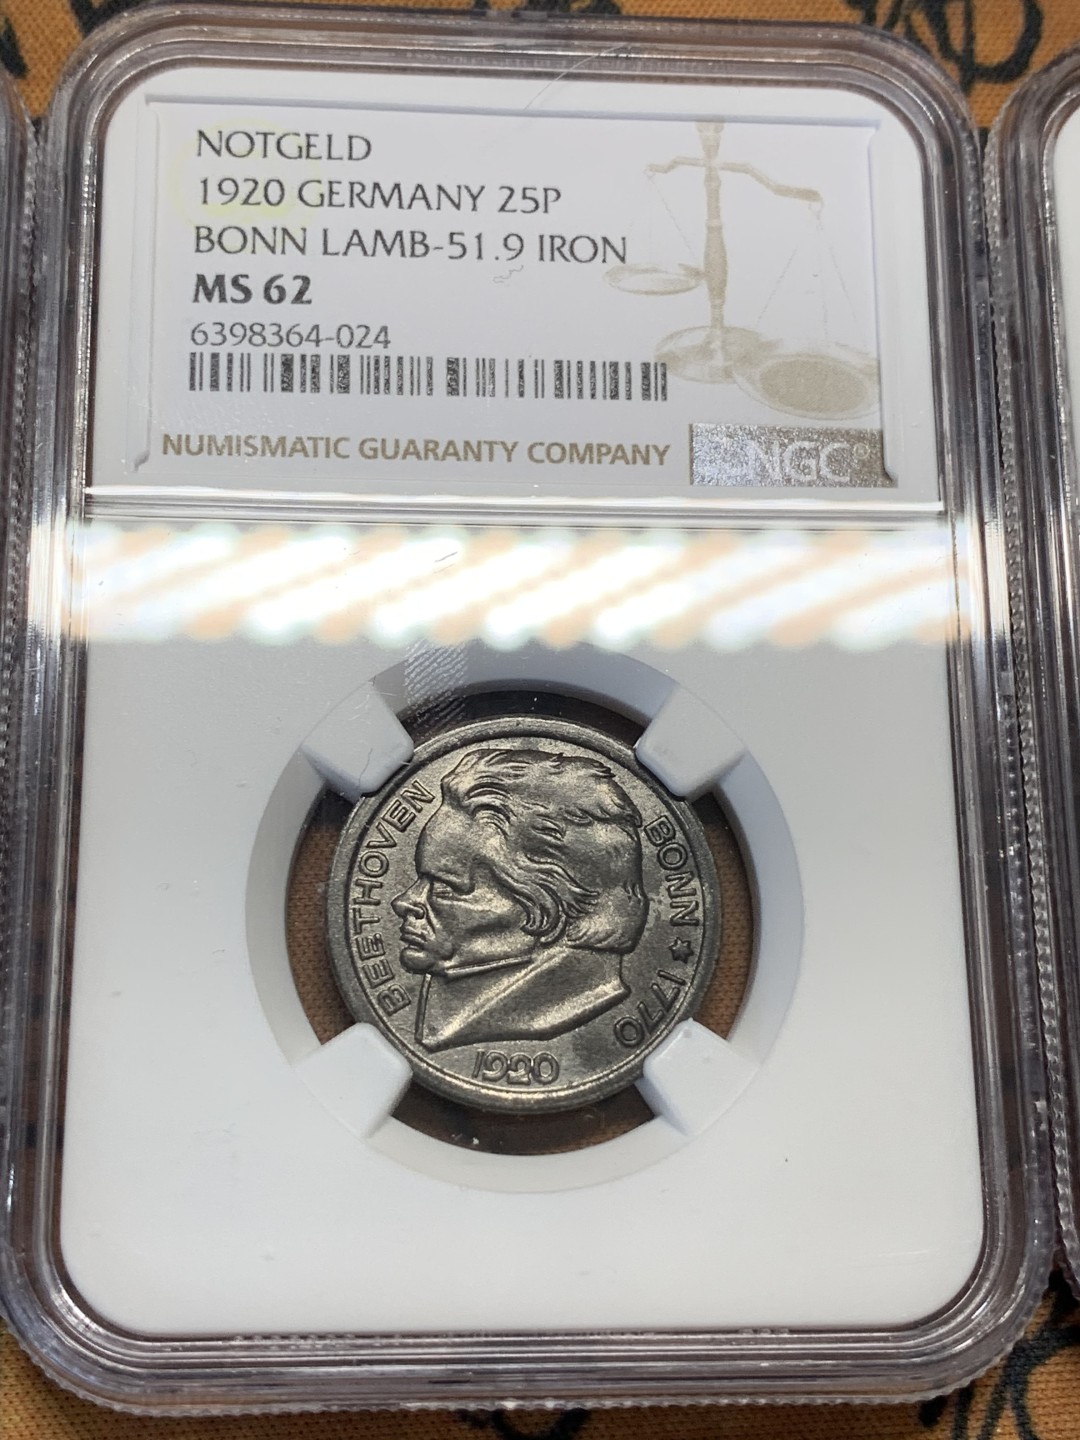 NOTGELD
1920 GERMANY 25P
BONN LAMB-51.9 IRON
MS 62
6398364-024
NUMISMATIC GUARANTY COMPANY
NGC®
BEETHOVEN
BONN ★ 1770
1920